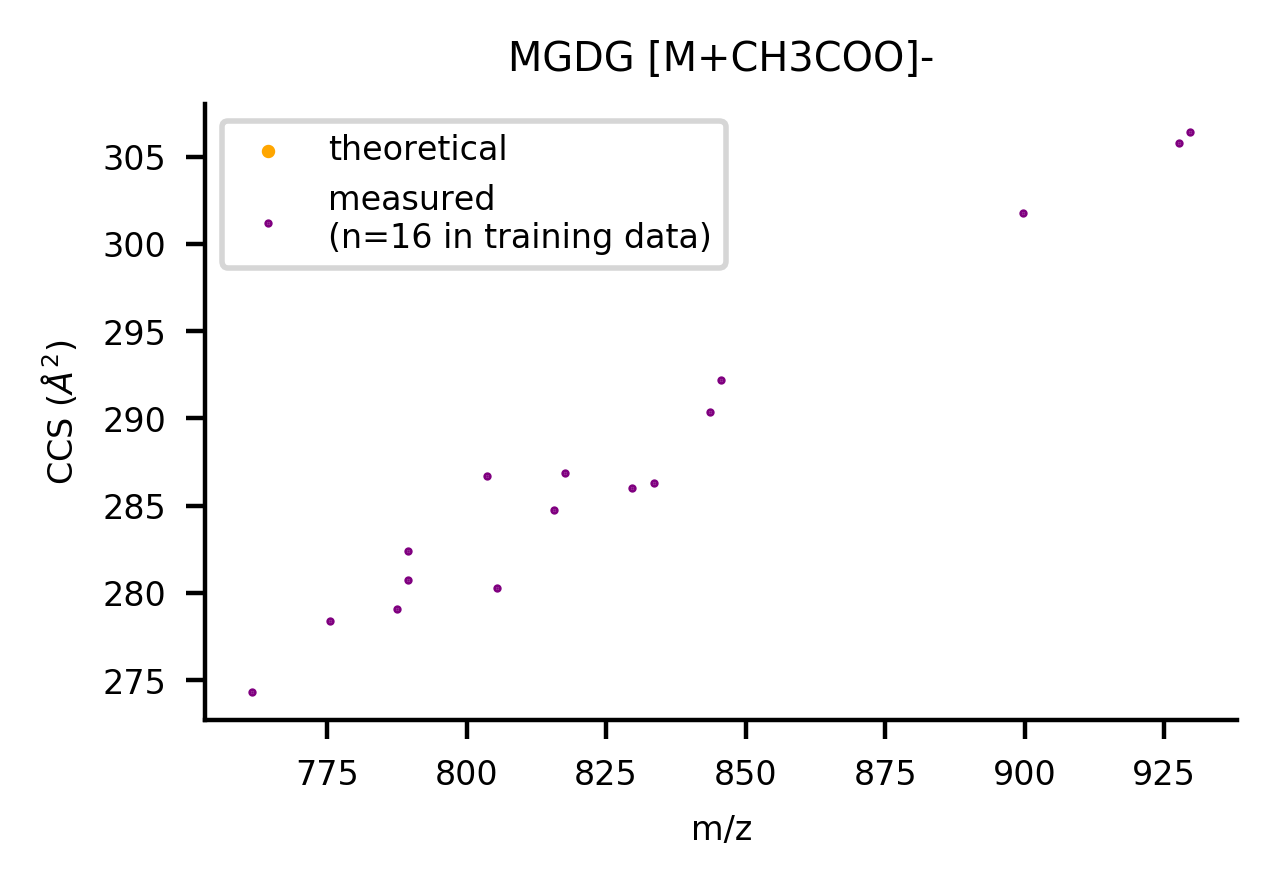 MGDG [M+CH3COO]-
theoretical
measured
(n=16 in training data)
CCS (Å²)
305
300
295
290
285
280
275
775 800 825 850 875 900 925
m/z